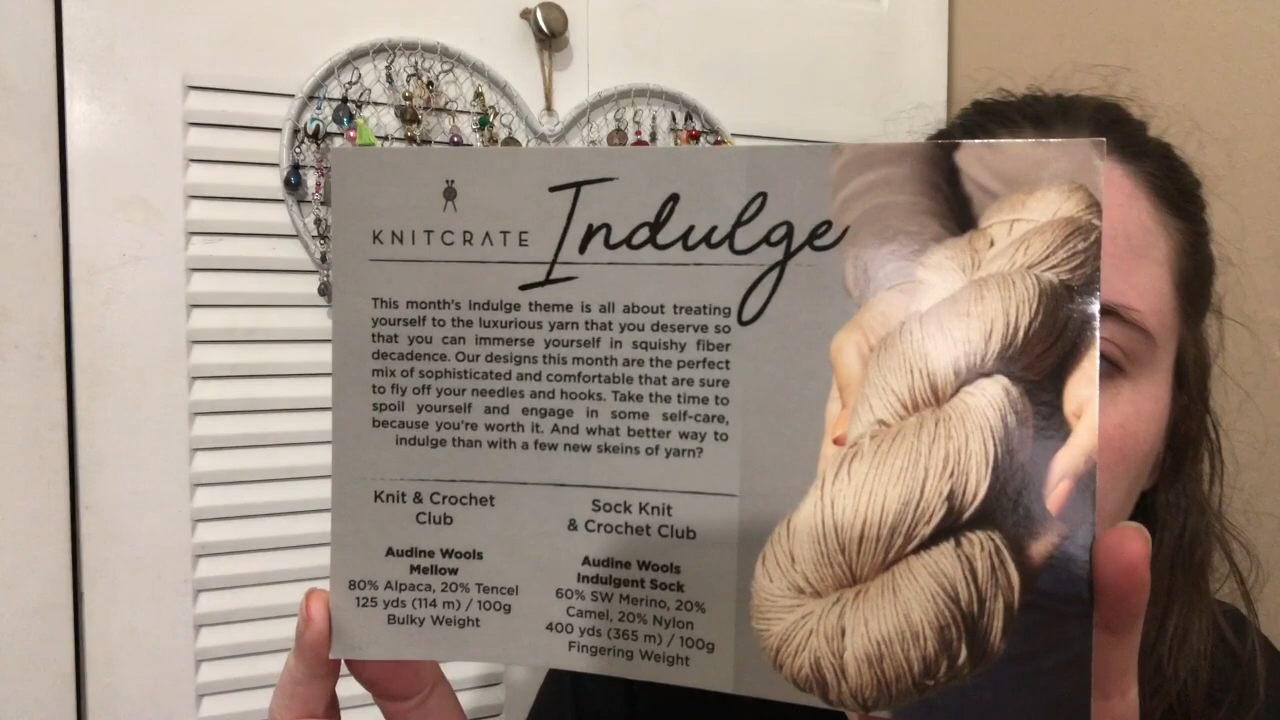 KNITCRATE
Indulge
This month's Indulge theme is all about treating
yourself to the luxurious yarn that you deserve so
that you can immerse yourself in squishy fiber
decadence. Our designs this month are the perfect
mix of sophisticated and comfortable that are sure
to fly off your needles and hooks. Take the time to
spoil yourself and engage in some self-care,
because you're worth it. And what better way to
indulge than with a few new skeins of yarn?
Knit & Crochet
Club
Audine Wools
Mellow
80% Alpaca, 20% Tencel
125 yds (114 m) / 100g
Bulky Weight
Sock Knit
& Crochet Club
Audine Wools
Indulgent Sock
60% SW Merino, 20%
Camel, 20% Nylon
400 yds (365 m) / 100g
Fingering Weight